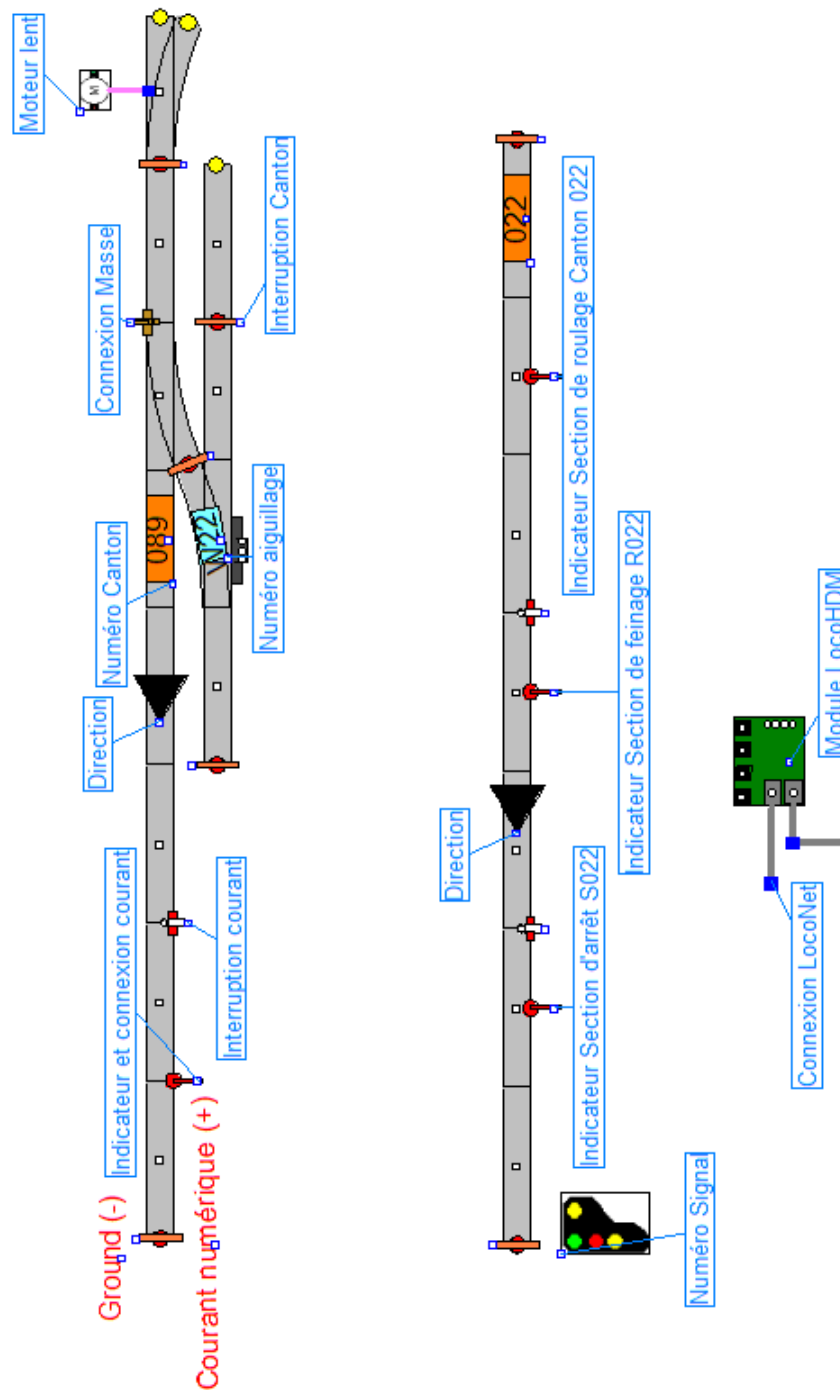 Ground (-)
Courant numérique (+)
Indicateur et connexion courant
Interruption courant
Direction
Numéro Canton
Numéro aiguillage
Connexion Masse
Interruption Canton
Moteur lent
M
089
VN22
Numéro Signal
Indicateur Section d'arrêt S022
Direction
Indicateur Section de feinage R022
Indicateur Section de roulage Canton 022
022
Connexion LocoNet
Module LocoHDM